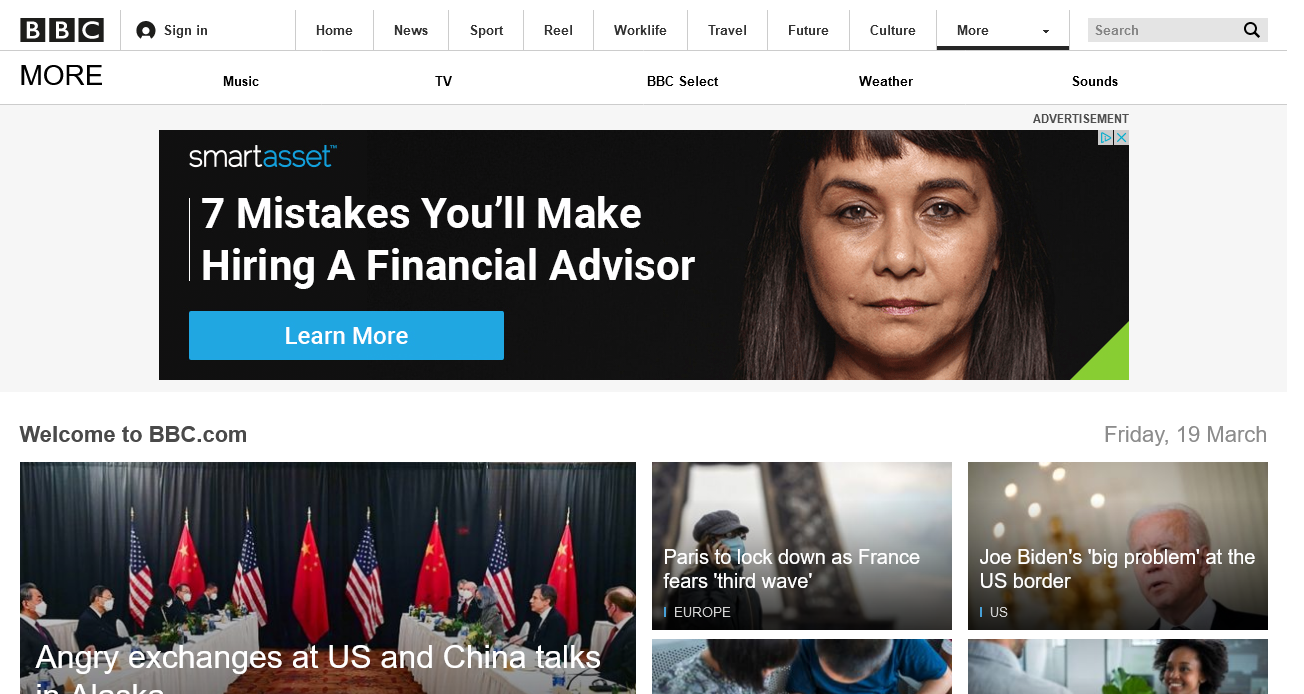 BBC
Sign in
Home
News
Sport
Reel
Worklife
Travel
Future
Culture
More
Search
MORE
Music
TV
BBC Select
Weather
Sounds
ADVERTISEMENT
smartasset™
7 Mistakes You’ll Make
Hiring A Financial Advisor
Learn More
Welcome to BBC.com
Friday, 19 March
Angry exchanges at US and China talks
in Alaska
Paris to lock down as France
fears 'third wave'
EUROPE
Joe Biden's 'big problem' at the
US border
US